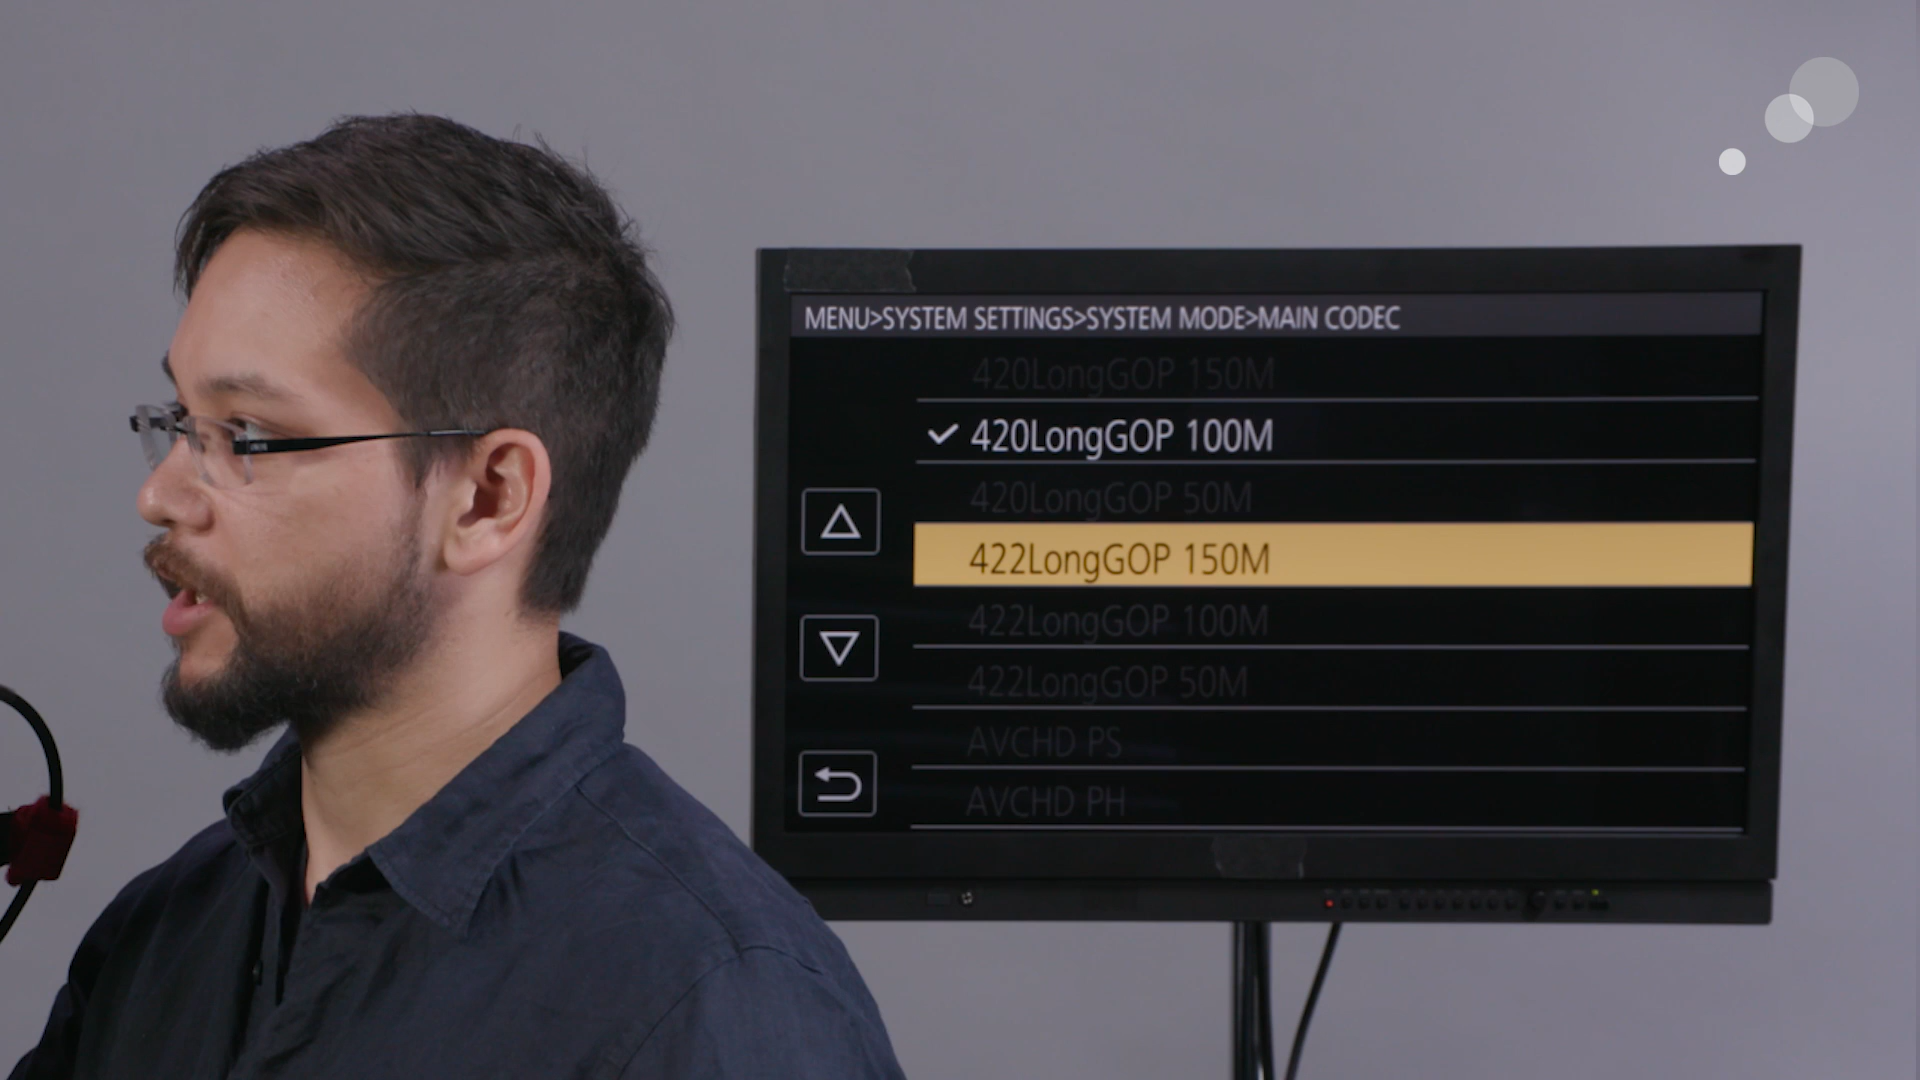 MENU>SYSTEM SETTINGS>SYSTEM MODE>MAIN CODEC
420LongGOP 150M
420LongGOP 100M
420LongGOP 50M
422LongGOP 150M
422LongGOP 100M
422LongGOP 50M
AVCHD PS
AVCHD PH